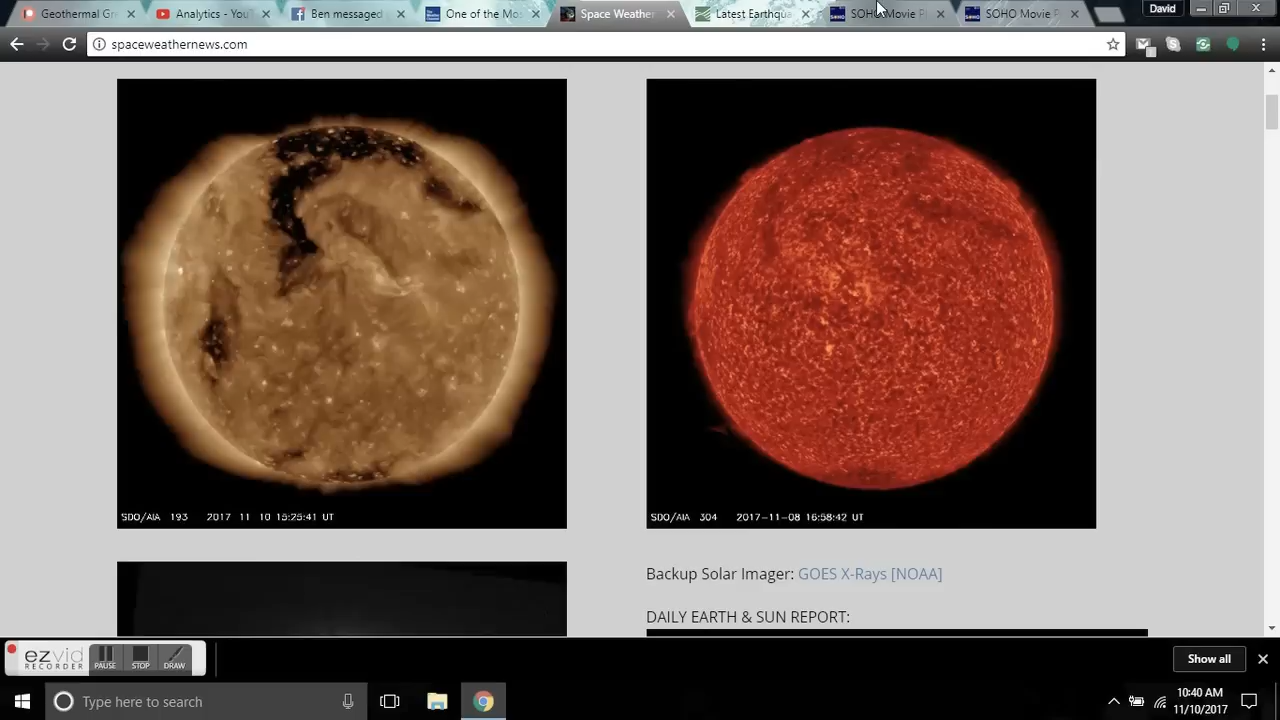 Geothermal Gr
Analytics - YouT
Ben messaged
One of the Mos
Space Weather
Latest Earthqua
SOHO Movie P
SOHO Movie P
David
spaceweathernews.com
SDO/AIA 193 2017 11 10 15:25:41 UT
SDO/AIA 304 2017-11-08 16:58:42 UT
Backup Solar Imager: GOES X-Rays [NOAA]
DAILY EARTH & SUN REPORT:
ezvid
RECORDER
PAUSE
STOP
DRAW
Show all
Type here to search
10:40 AM
11/10/2017